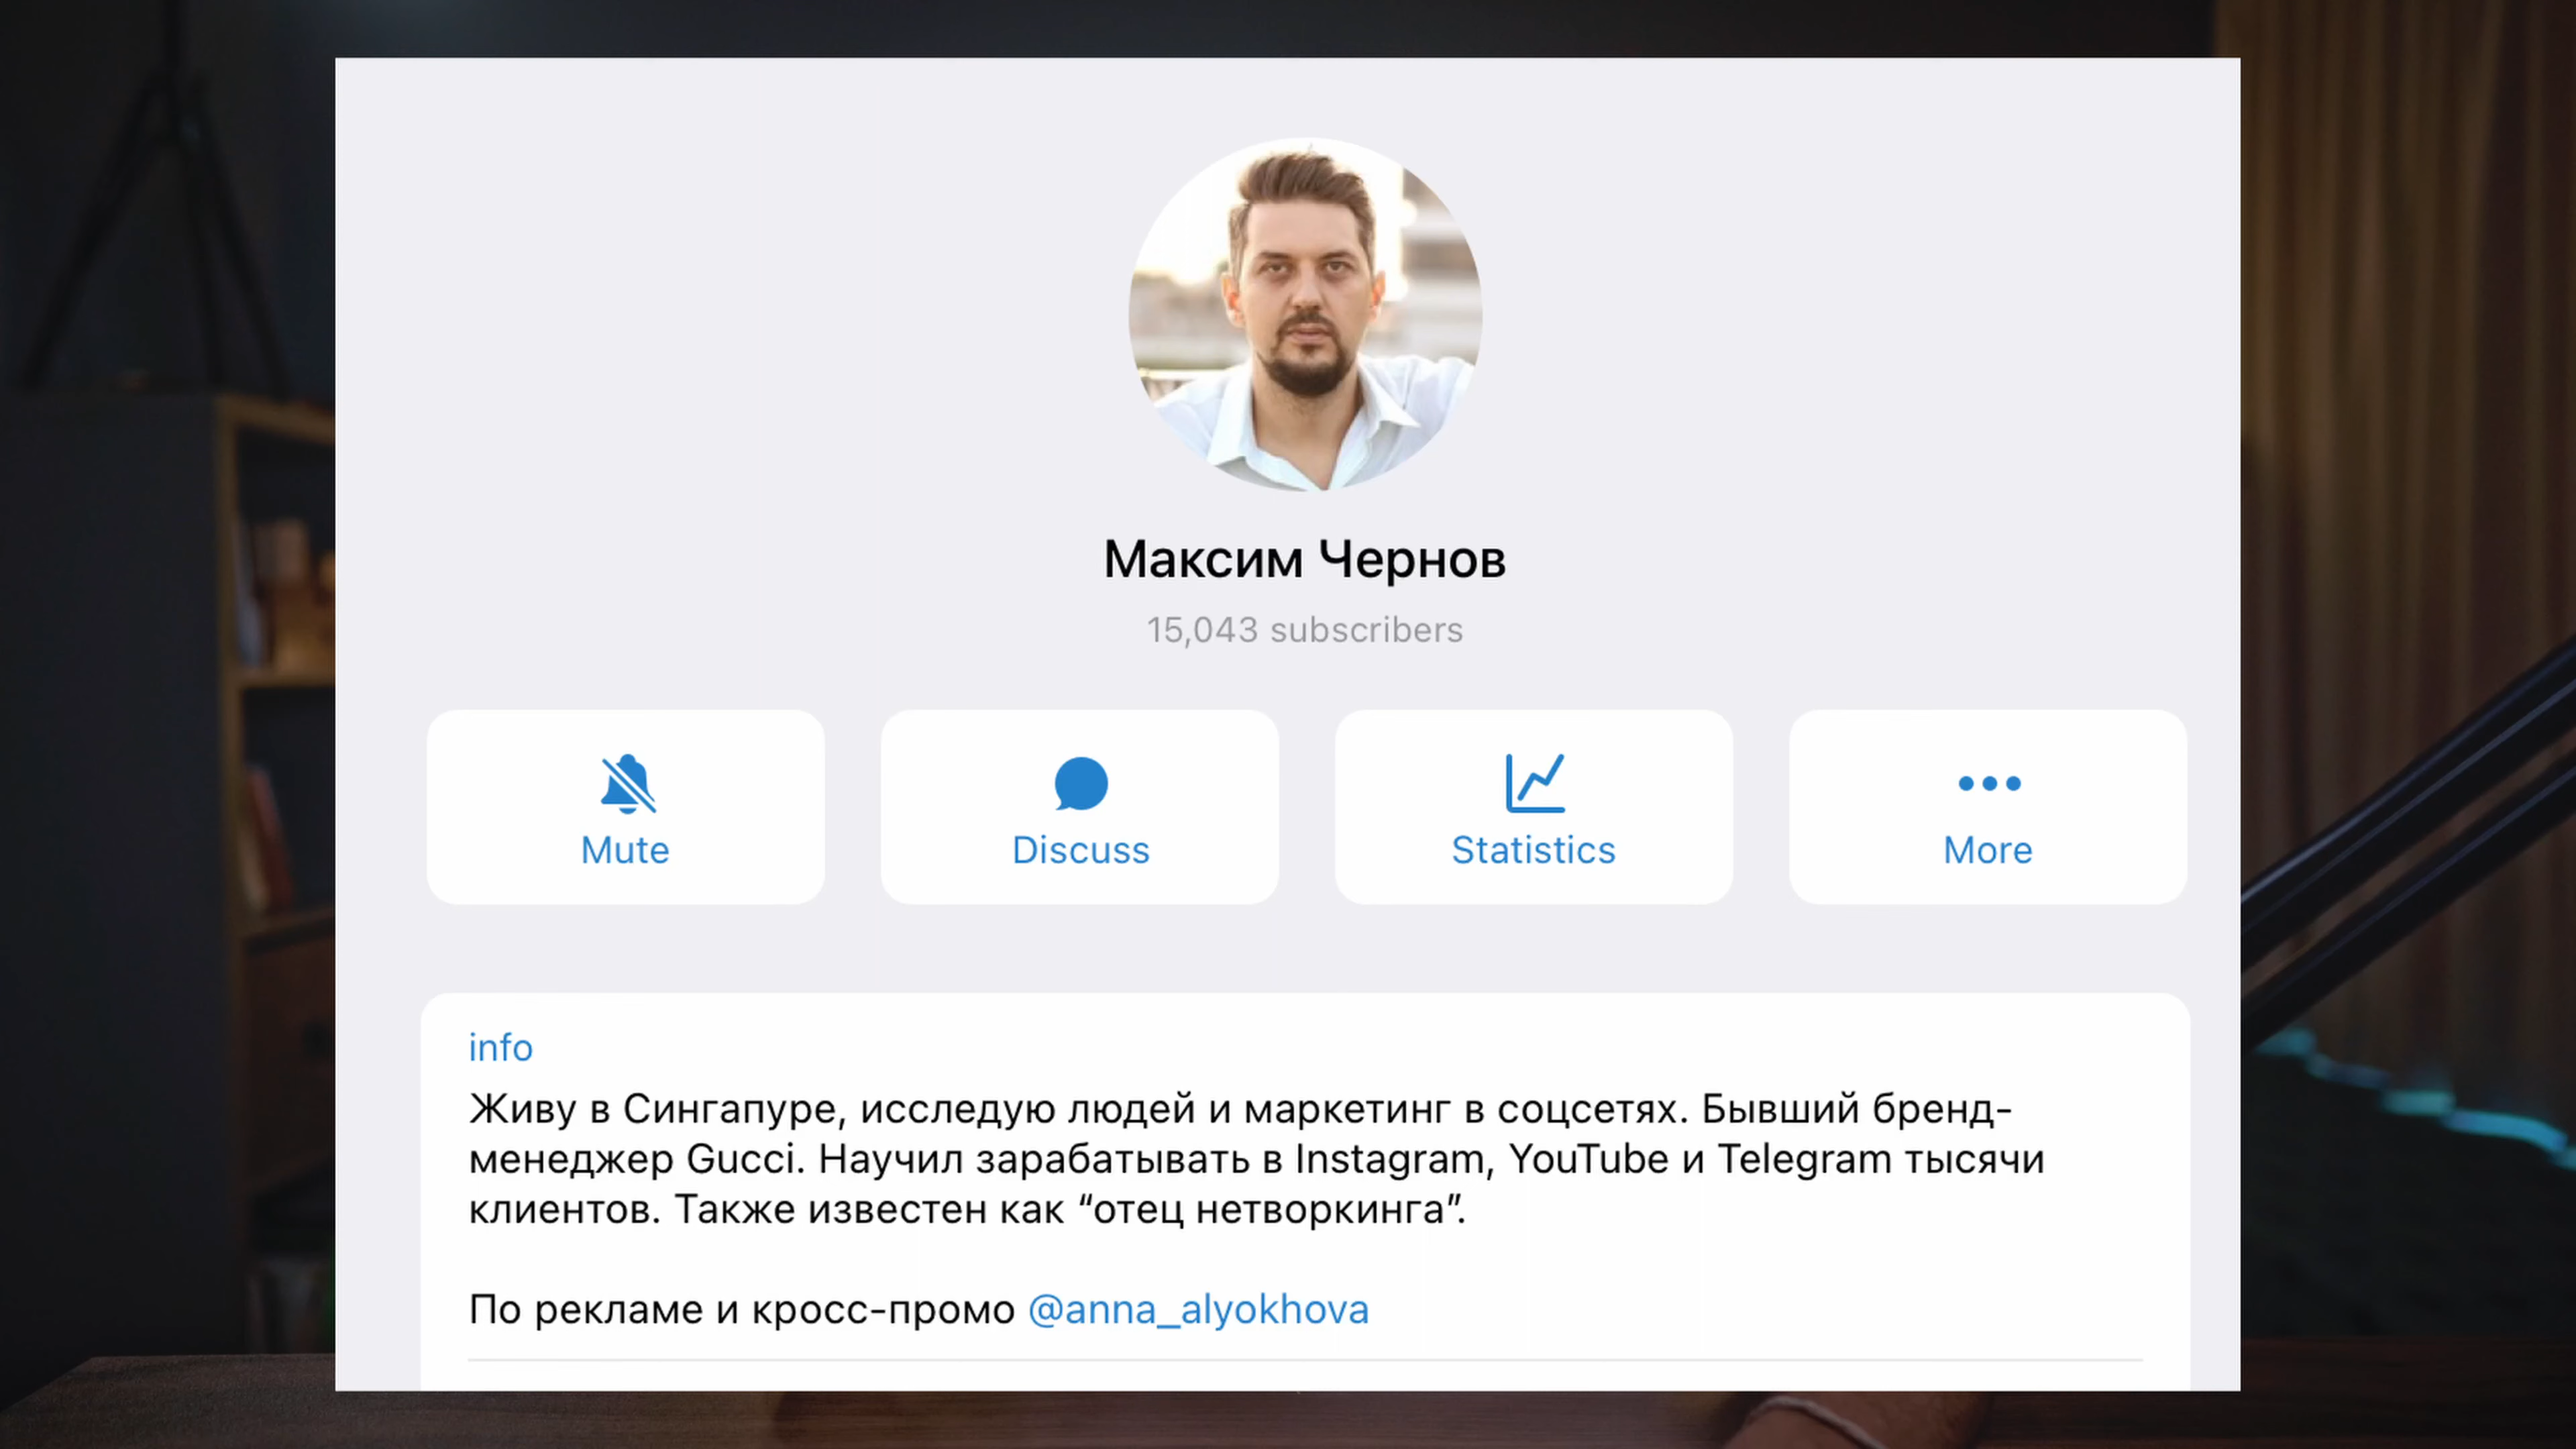 Максим Чернов
15,043 subscribers
Mute
Discuss
Statistics
More
info
Живу в Сингапуре, исследую людей и маркетинг в соцсетях. Бывший бренд-
менеджер Gucci. Научил зарабатывать в Instagram, YouTube и Telegram тысячи
клиентов. Также известен как “отец нетворкинга”.
По рекламе и кросс-промо @anna_alyokhova